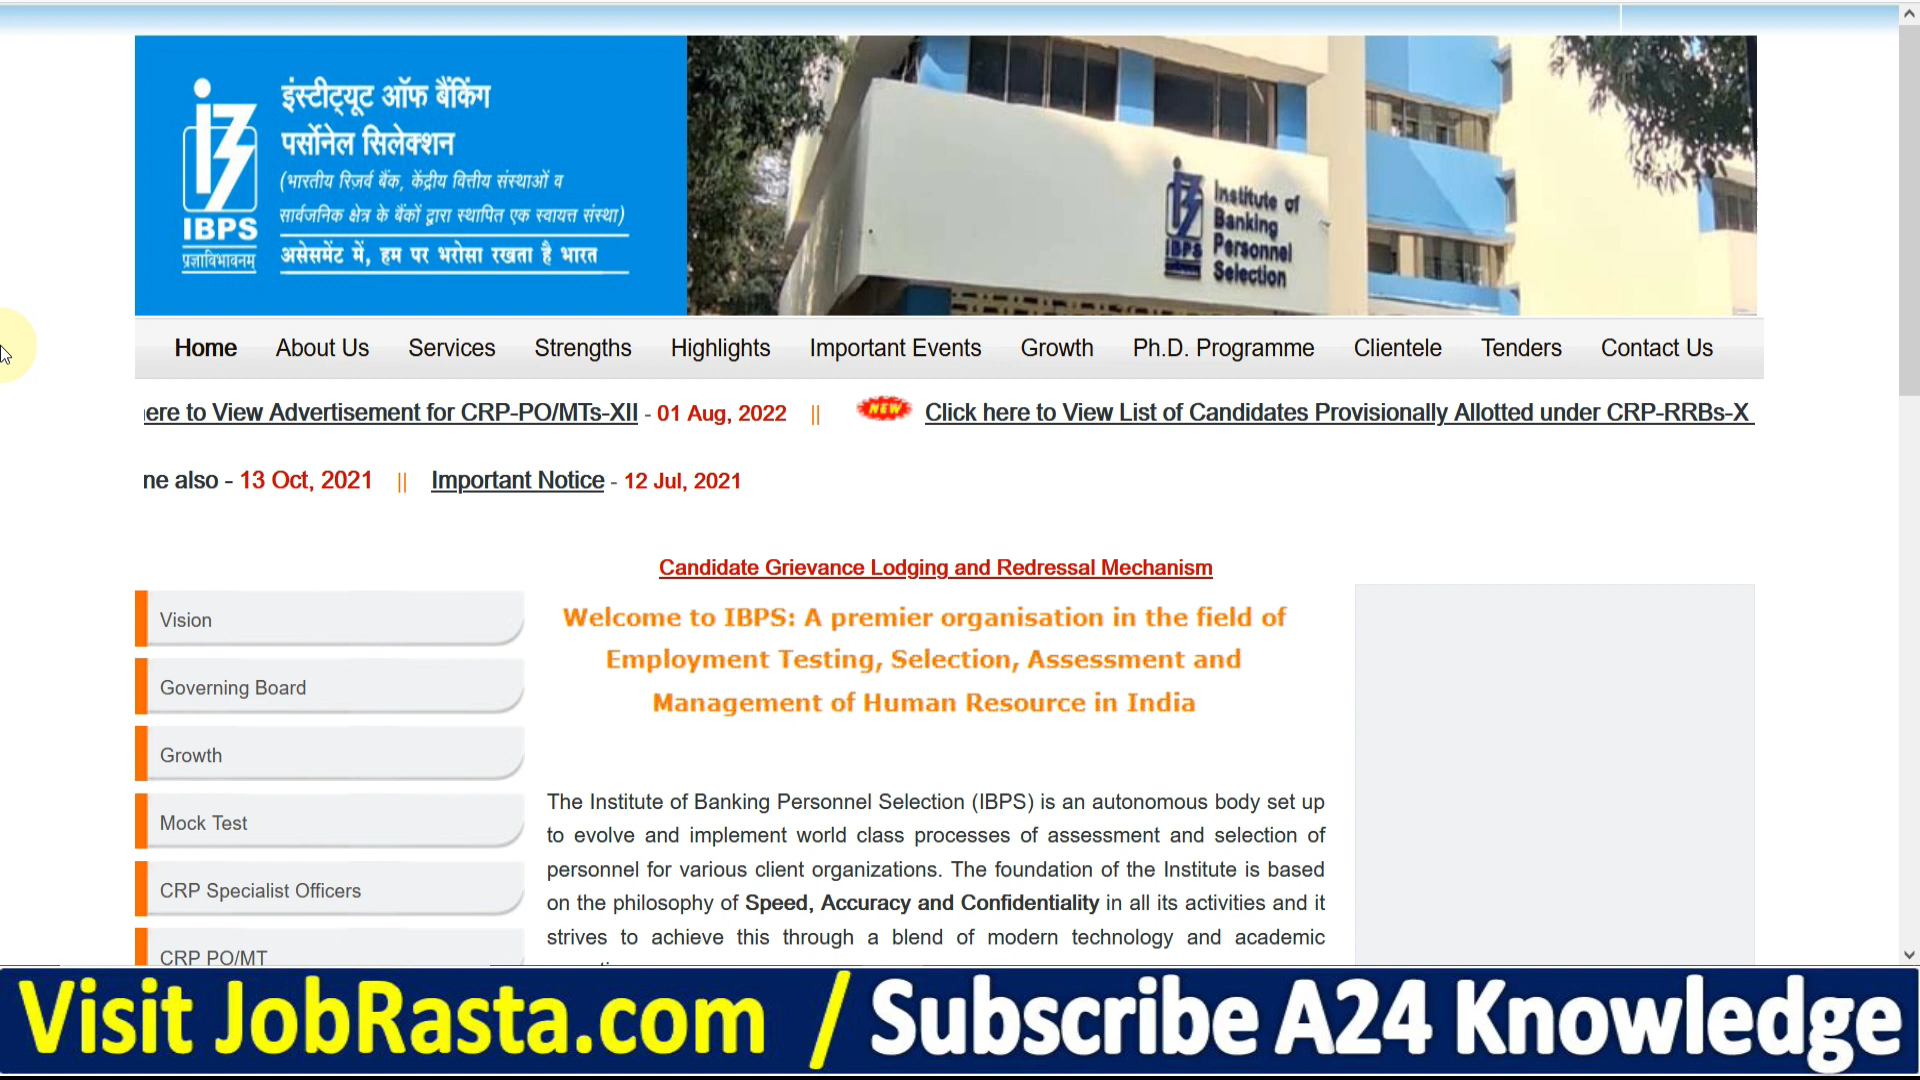 इंस्टीट्यूट ऑफ बैंकिंग
पर्सोनेल सिलेक्शन
(भारतीय रिज़र्व बैंक, केंद्रीय वित्तीय संस्थाओं व
सार्वजनिक क्षेत्र के बैंकों द्वारा स्थापित एक स्वायत्त संस्था)
असेसमेंट में, हम पर भरोसा रखता है भारत
IBPS
प्रज्ञाविभावनम्
Institute of
Banking
Personnel
Selection
IBPS
Home About Us Services Strengths Highlights Important Events Growth Ph.D. Programme Clientele Tenders Contact Us
ere to View Advertisement for CRP-PO/MTs-XII - 01 Aug, 2022 || NEW Click here to View List of Candidates Provisionally Allotted under CRP-RRBs-X
ne also - 13 Oct, 2021 || Important Notice - 12 Jul, 2021
Candidate Grievance Lodging and Redressal Mechanism
Vision
Governing Board
Growth
Mock Test
CRP Specialist Officers
CRP PO/MT
Welcome to IBPS: A premier organisation in the field of
Employment Testing, Selection, Assessment and
Management of Human Resource in India
The Institute of Banking Personnel Selection (IBPS) is an autonomous body set up
to evolve and implement world class processes of assessment and selection of
personnel for various client organizations. The foundation of the Institute is based
on the philosophy of Speed, Accuracy and Confidentiality in all its activities and it
strives to achieve this through a blend of modern technology and academic
Visit JobRasta.com / Subscribe A24 Knowledge